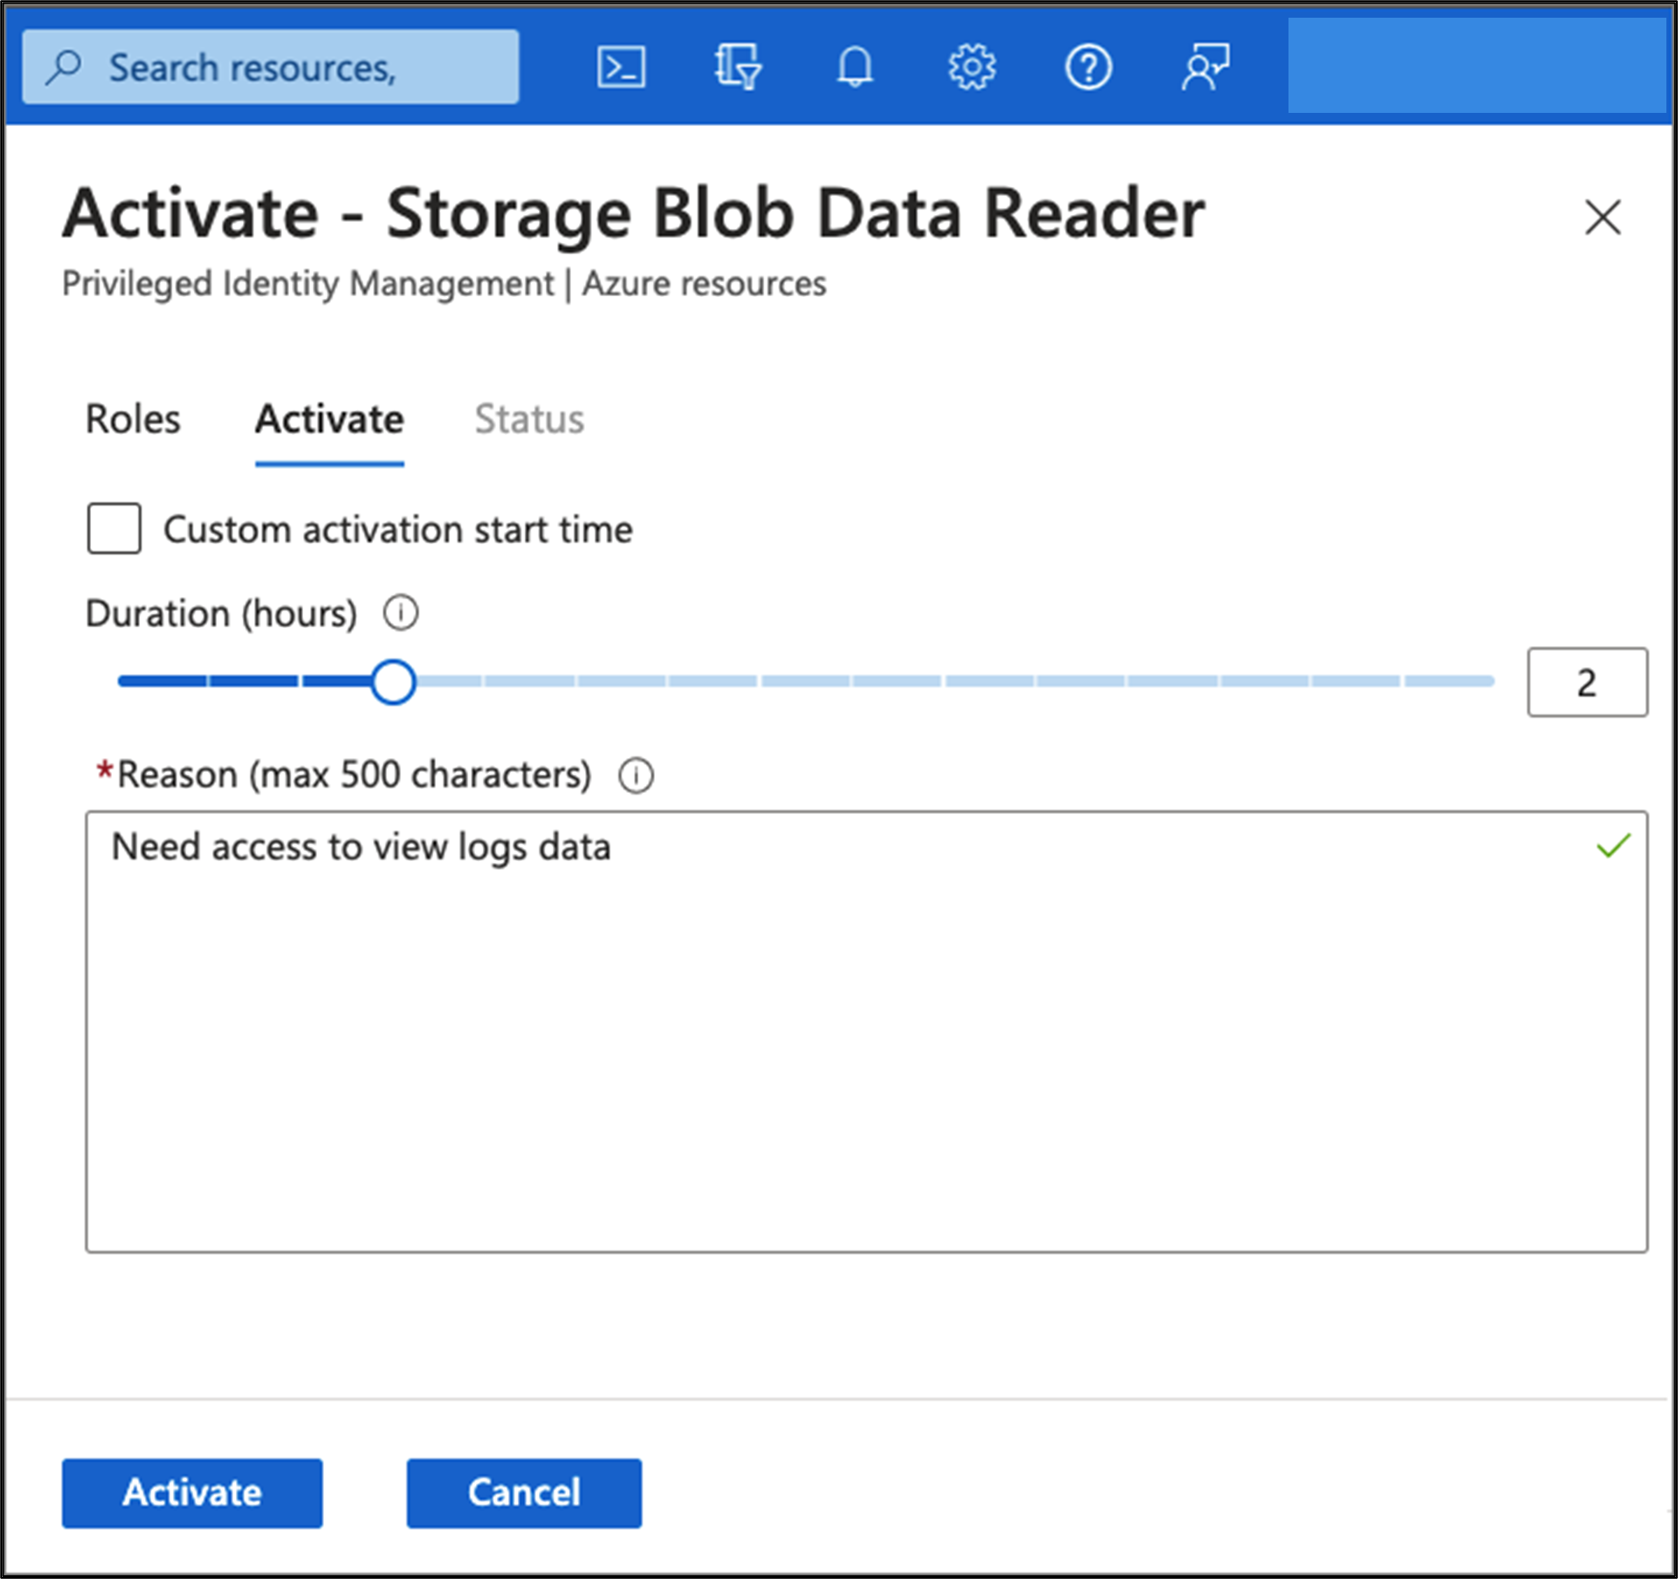 Search resources,
Activate - Storage Blob Data Reader
Privileged Identity Management | Azure resources
Roles Activate Status
Custom activation start time
Duration (hours)
2
*Reason (max 500 characters)
Need access to view logs data
Activate Cancel